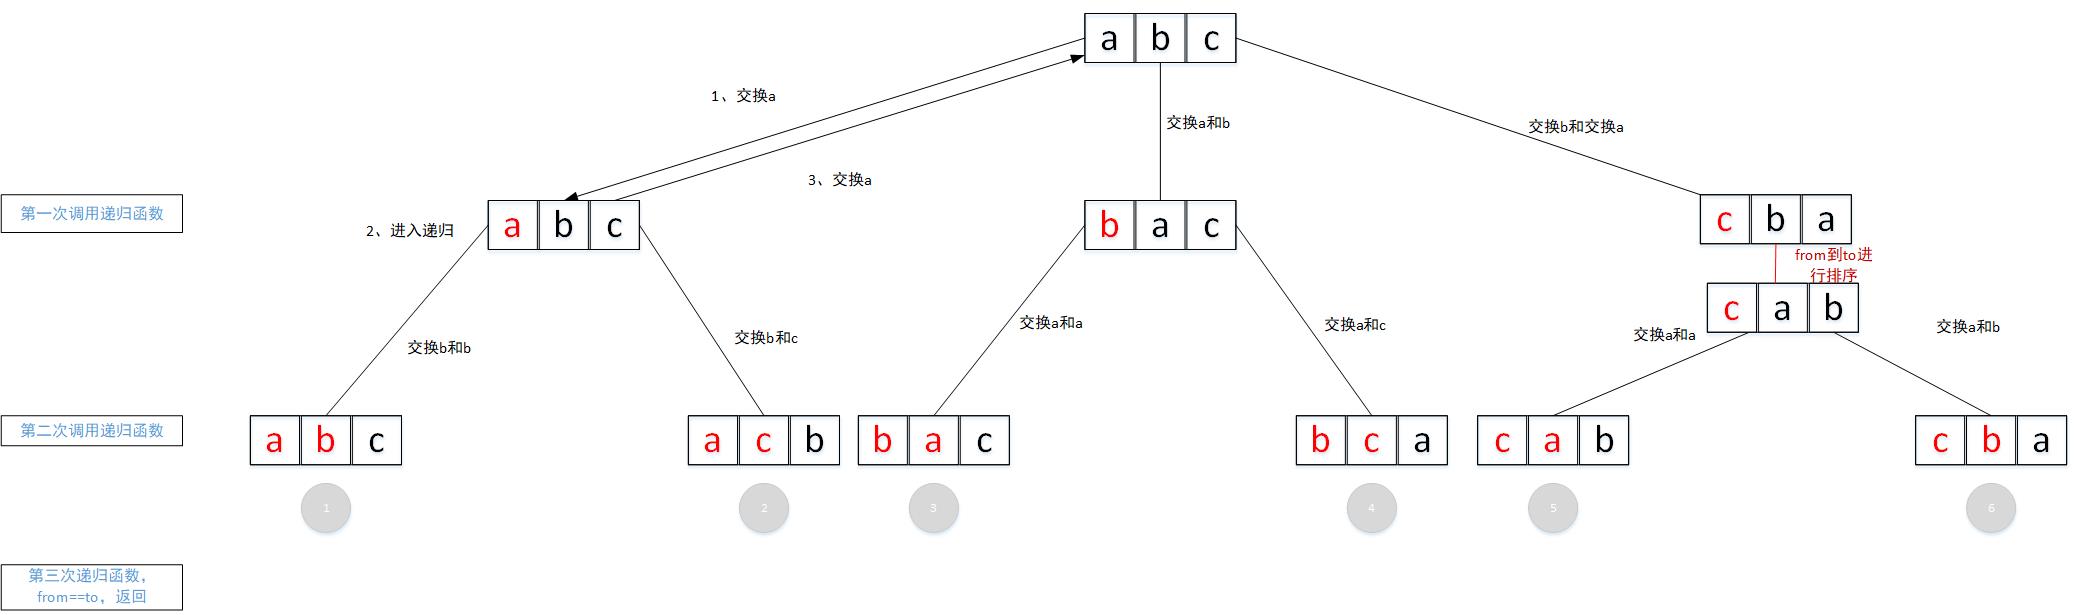 a b c
1、交换a
交换a和b
交换b和交换a
3、交换a
第一次调用递归函数
2、进入递归
a b c
b a c
c b a
from到to进
行排序
c a b
交换b和b
交换b和c
交换a和a
交换a和c
交换a和a
交换a和b
第二次调用递归函数
a b c
a c b
b a c
b c a
c a b
c b a
1
2
3
4
5
6
第三次递归函数，
from==to，返回